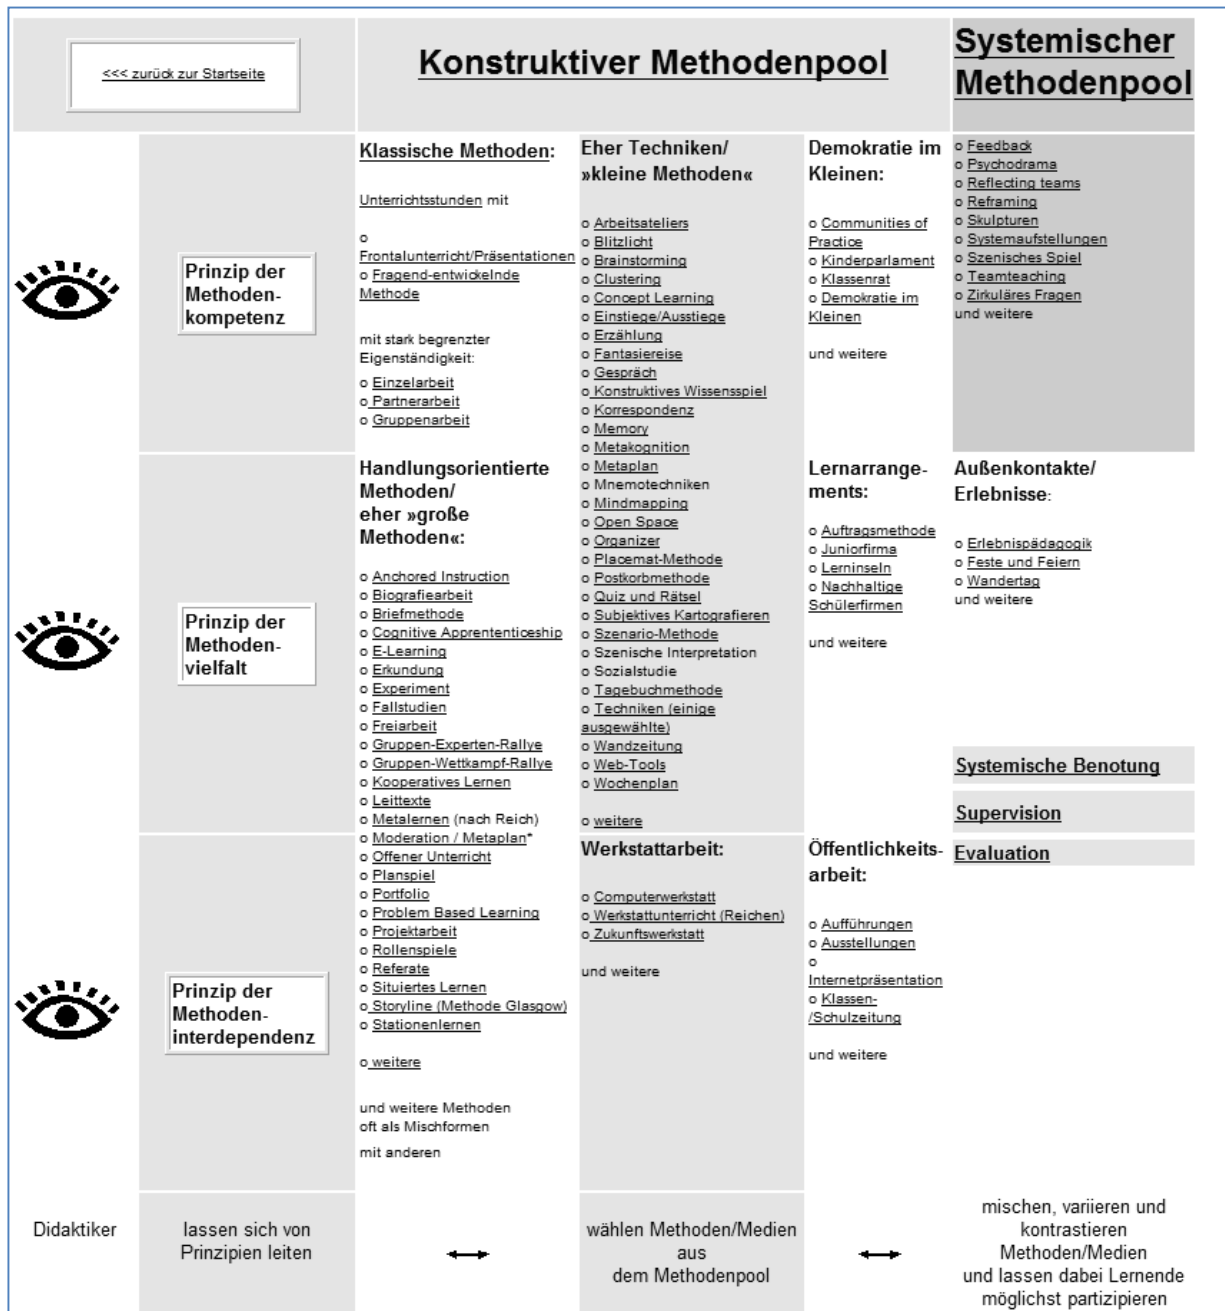 <<< zurück zur Startseite
Konstruktiver Methodenpool
Systemischer
Methodenpool
Prinzip der
Methoden-
kompetenz
Klassische Methoden:
Unterrichtsstunden mit
o
Frontalunterricht/Präsentationen
o Fragend-entwickelnde
Methode
mit stark begrenzter
Eigenständigkeit:
o Einzelarbeit
o Partnerarbeit
o Gruppenarbeit
Eher Techniken/
»kleine Methoden«
o Arbeitsateliers
o Blitzlicht
o Brainstorming
o Clustering
o Concept Learning
o Einstiege/Ausstiege
o Erzählung
o Fantasiereise
o Gespräch
o Konstruktives Wissensspiel
o Korrespondenz
o Memory
o Metakognition
o Metaplan
o Mnemotechniken
o Mindmapping
o Open Space
o Organizer
o Placemat-Methode
o Postkorbmethode
o Quiz und Rätsel
o Subjektives Kartografieren
o Szenario-Methode
o Szenische Interpretation
o Sozialstudie
o Tagebuchmethode
o Techniken (einige
ausgewählte)
o Wandzeitung
o Web-Tools
o Wochenplan
o weitere
Demokratie im
Kleinen:
o Communities of
Practice
o Kinderparlament
o Klassenrat
o Demokratie im
Kleinen
und weitere
o Feedback
o Psychodrama
o Reflecting teams
o Reframing
o Skulpturen
o Systemaufstellungen
o Szenisches Spiel
o Teamteaching
o Zirkuläres Fragen
und weitere
Prinzip der
Methoden-
vielfalt
Handlungsorientierte
Methoden/
eher »große
Methoden«:
o Anchored Instruction
o Biografiearbeit
o Briefmethode
o Cognitive Apprententiceship
o E-Learning
o Erkundung
o Experiment
o Fallstudien
o Freiarbeit
o Gruppen-Experten-Rallye
o Gruppen-Wettkampf-Rallye
o Kooperatives Lernen
o Leittexte
o Metalernen (nach Reich)
o Moderation / Metaplan*
o Offener Unterricht
o Planspiel
o Portfolio
o Problem Based Learning
o Projektarbeit
o Rollenspiele
o Referate
o Situiertes Lernen
o Storyline (Methode Glasgow)
o Stationenlernen
o weitere
und weitere Methoden
oft als Mischformen
mit anderen
Lernarrange-
ments:
o Auftragsmethode
o Juniorfirma
o Lerninseln
o Nachhaltige
Schülerfirmen
und weitere
Außenkontakte/
Erlebnisse:
o Erlebnispädagogik
o Feste und Feiern
o Wandertag
und weitere
Systemische Benotung
Supervision
Evaluation
Prinzip der
Methoden-
interdependenz
Werkstattarbeit:
o Computerwerkstatt
o Werkstattunterricht (Reichen)
o Zukunftswerkstatt
und weitere
Öffentlichkeits-
arbeit:
o Aufführungen
o Ausstellungen
o
Internetpräsentation
o Klassen-
/Schulzeitung
und weitere
Didaktiker
lassen sich von
Prinzipien leiten
wählen Methoden/Medien
aus
dem Methodenpool
mischen, variieren und
kontrastieren
Methoden/Medien
und lassen dabei Lernende
möglichst partizipieren